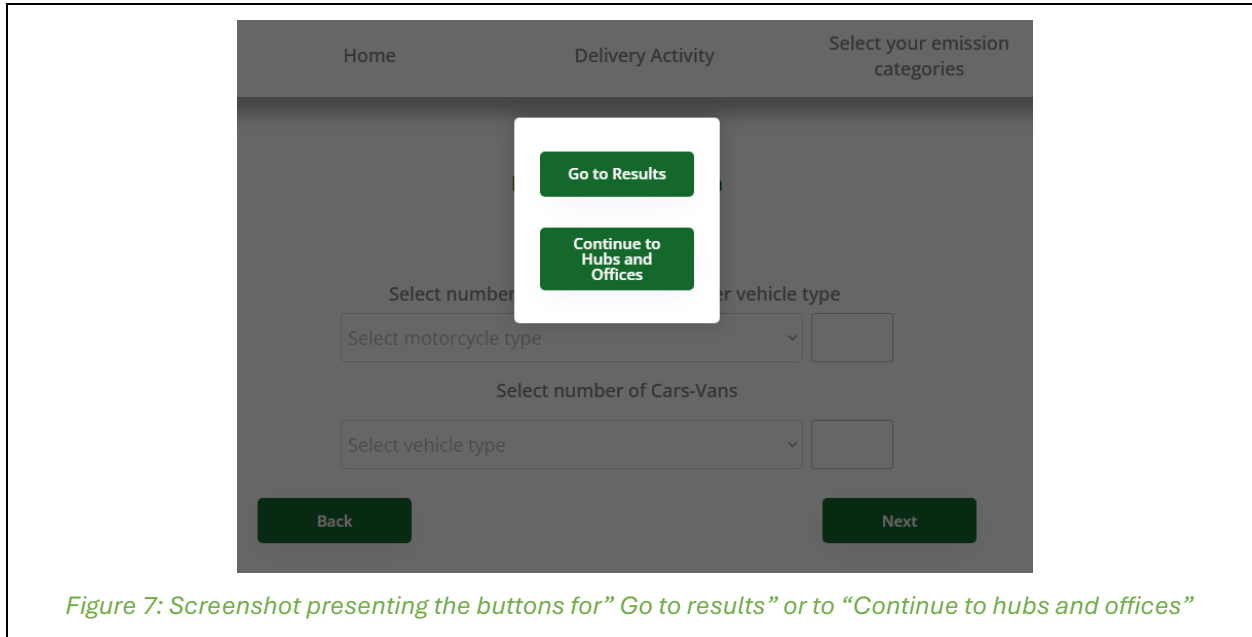 Home
Delivery Activity
Select your emission
categories
Go to Results
Continue to
Hubs and
Offices
Select number
r vehicle type
Select motorcycle type
Select number of Cars-Vans
Select vehicle type
Back
Next
Figure 7: Screenshot presenting the buttons for” Go to results” or to “Continue to hubs and offices”